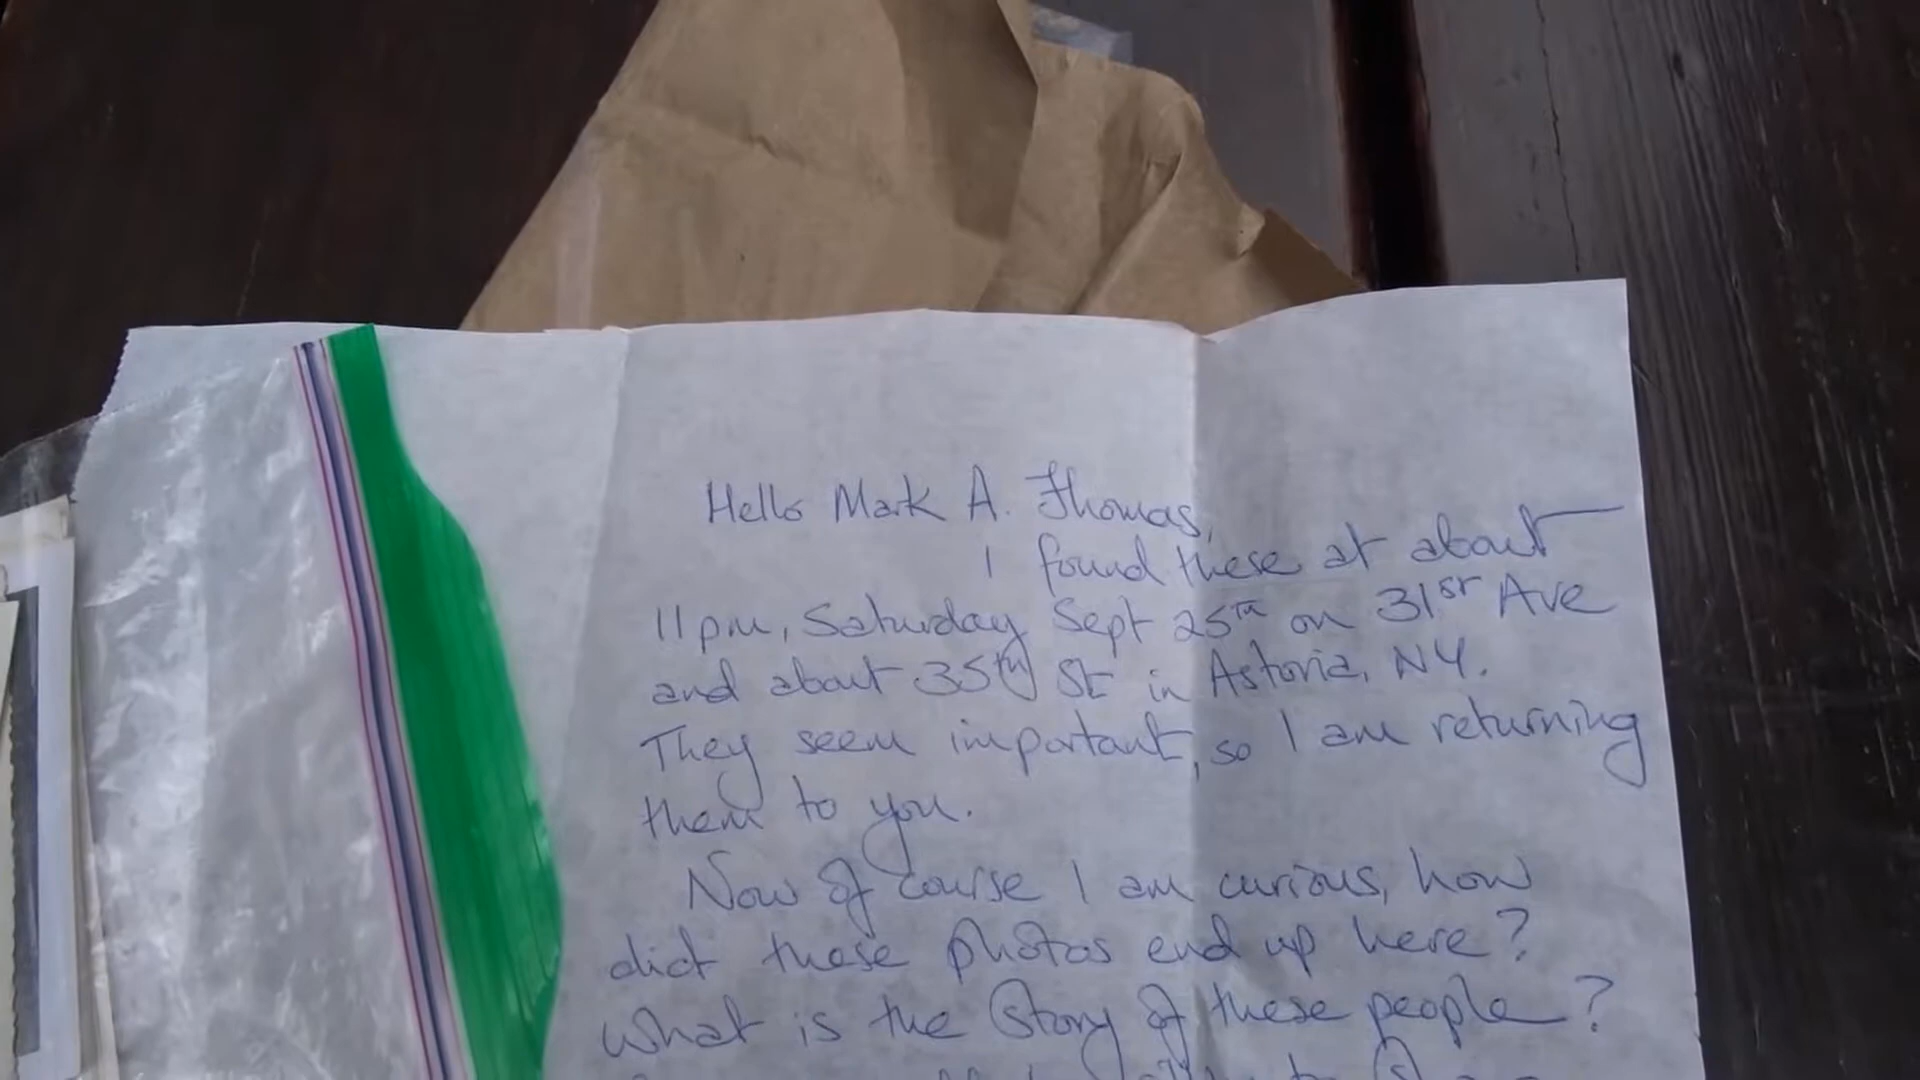 Hello Mark A. Thomas,
I found these at about
11pm, Saturday Sept 25th on 31st Ave
and about 35th St in Astoria, NY.
They seem important, so I am returning
them to you.
Now of course I am curious, how
did these photos end up here?
What is the story of these people?